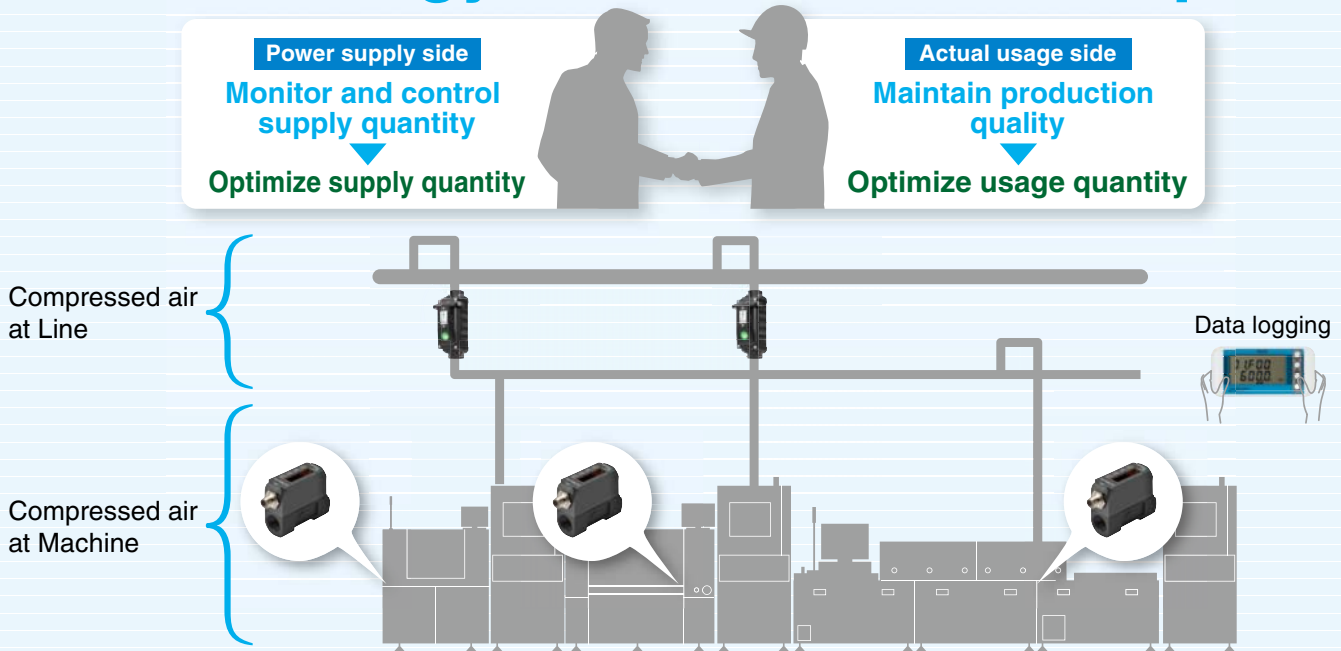 Power supply side
Monitor and control
supply quantity
Optimize supply quantity
Actual usage side
Maintain production
quality
Optimize usage quantity
Compressed air
at Line
Data logging
Compressed air
at Machine